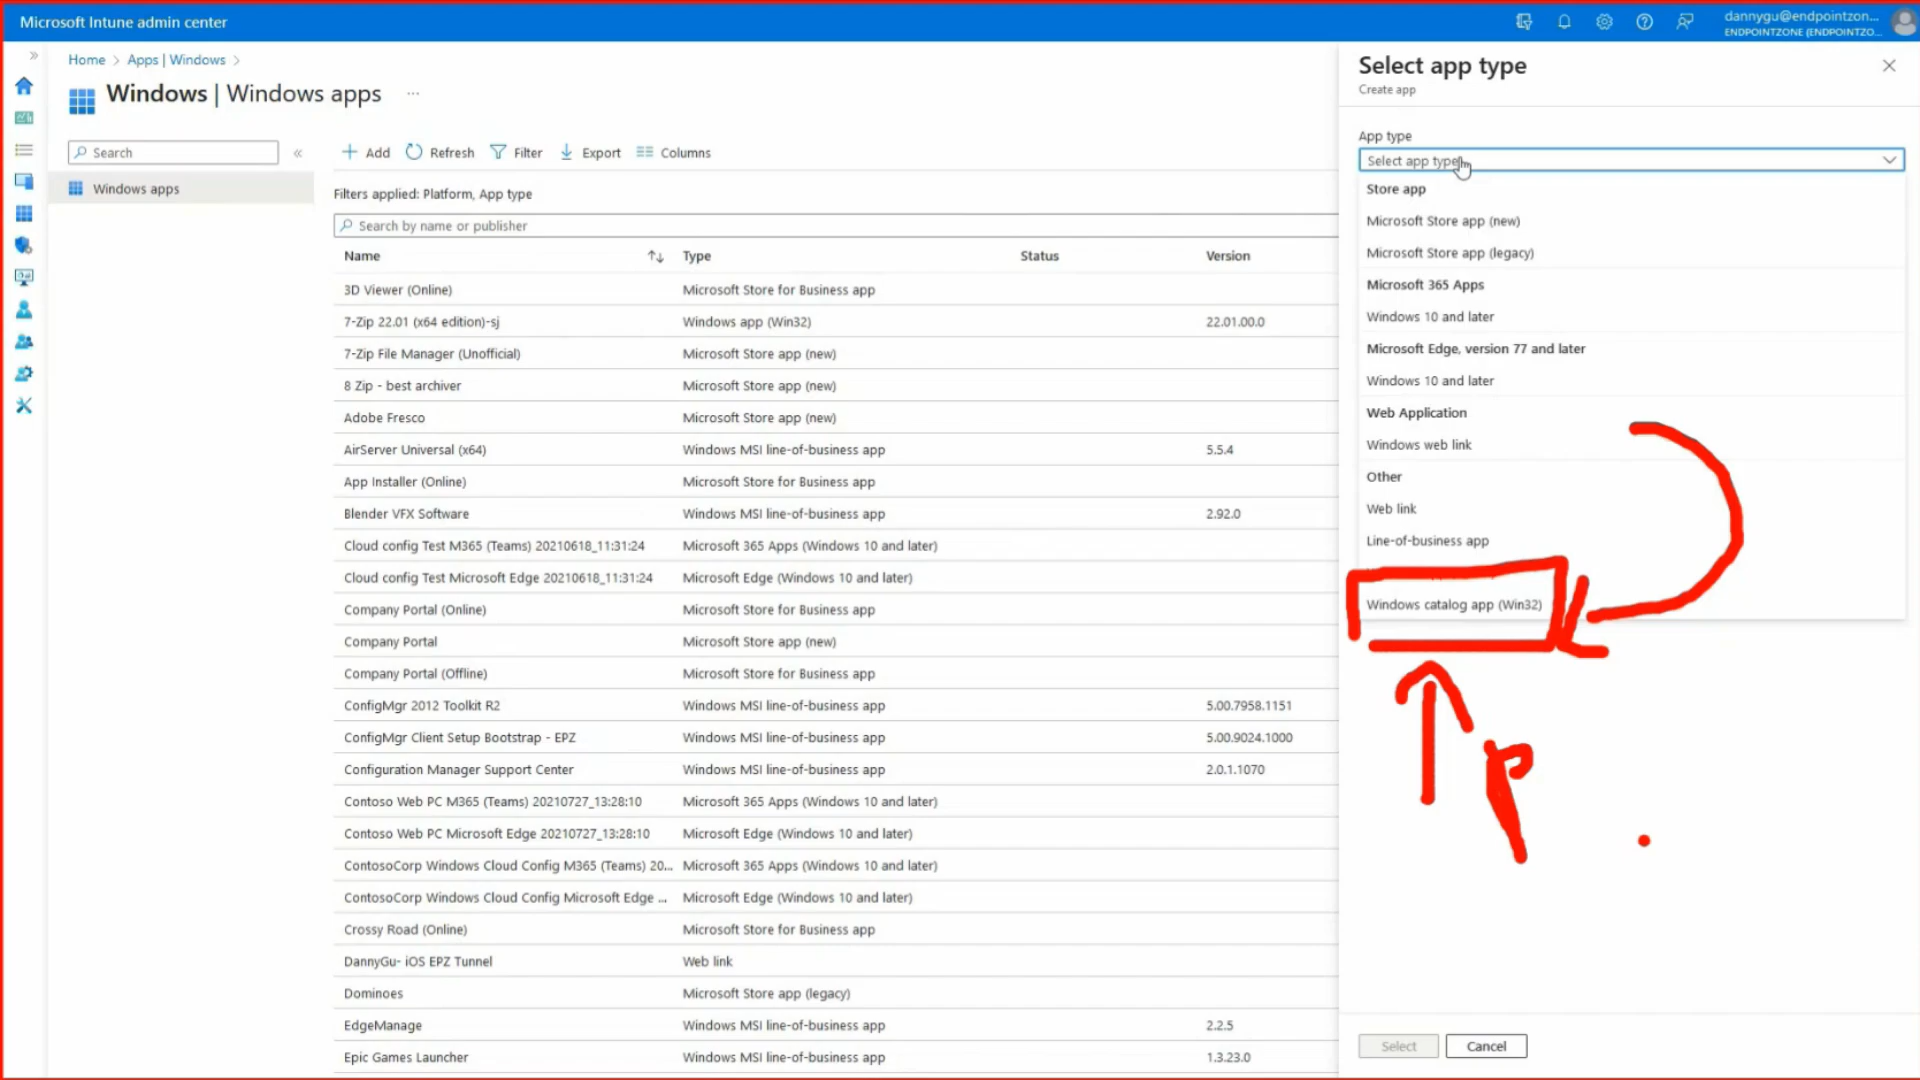 Microsoft Intune admin center
dannygu@endpointzon...
ENDPOINTZONE (ENDPOINTZO...
Home > Apps | Windows >
Windows | Windows apps ...
Search
Windows apps
Add Refresh Filter Export Columns
Filters applied: Platform, App type
Search by name or publisher
Name Type Status Version
3D Viewer (Online) Microsoft Store for Business app
7-Zip 22.01 (x64 edition)-sj Windows app (Win32) 22.01.00.0
7-Zip File Manager (Unofficial) Microsoft Store app (new)
8 Zip - best archiver Microsoft Store app (new)
Adobe Fresco Microsoft Store app (new)
AirServer Universal (x64) Windows MSI line-of-business app 5.5.4
App Installer (Online) Microsoft Store for Business app
Blender VFX Software Windows MSI line-of-business app 2.92.0
Cloud config Test M365 (Teams) 20210618_11:31:24 Microsoft 365 Apps (Windows 10 and later)
Cloud config Test Microsoft Edge 20210618_11:31:24 Microsoft Edge (Windows 10 and later)
Company Portal (Online) Microsoft Store for Business app
Company Portal Microsoft Store app (new)
Company Portal (Offline) Microsoft Store for Business app
ConfigMgr 2012 Toolkit R2 Windows MSI line-of-business app 5.00.7958.1151
ConfigMgr Client Setup Bootstrap - EPZ Windows MSI line-of-business app 5.00.9024.1000
Configuration Manager Support Center Windows MSI line-of-business app 2.0.1.1070
Contoso Web PC M365 (Teams) 20210727_13:28:10 Microsoft 365 Apps (Windows 10 and later)
Contoso Web PC Microsoft Edge 20210727_13:28:10 Microsoft Edge (Windows 10 and later)
ContosoCorp Windows Cloud Config M365 (Teams) 20... Microsoft 365 Apps (Windows 10 and later)
ContosoCorp Windows Cloud Config Microsoft Edge ... Microsoft Edge (Windows 10 and later)
Crossy Road (Online) Microsoft Store for Business app
DannyGu- iOS EPZ Tunnel Web link
Dominoes Microsoft Store app (legacy)
EdgeManage Windows MSI line-of-business app 2.2.5
Epic Games Launcher Windows MSI line-of-business app 1.3.23.0
Select app type
Create app
App type
Select app type
Store app
Microsoft Store app (new)
Microsoft Store app (legacy)
Microsoft 365 Apps
Windows 10 and later
Microsoft Edge, version 77 and later
Windows 10 and later
Web Application
Windows web link
Other
Web link
Line-of-business app
Windows catalog app (Win32)
Select Cancel